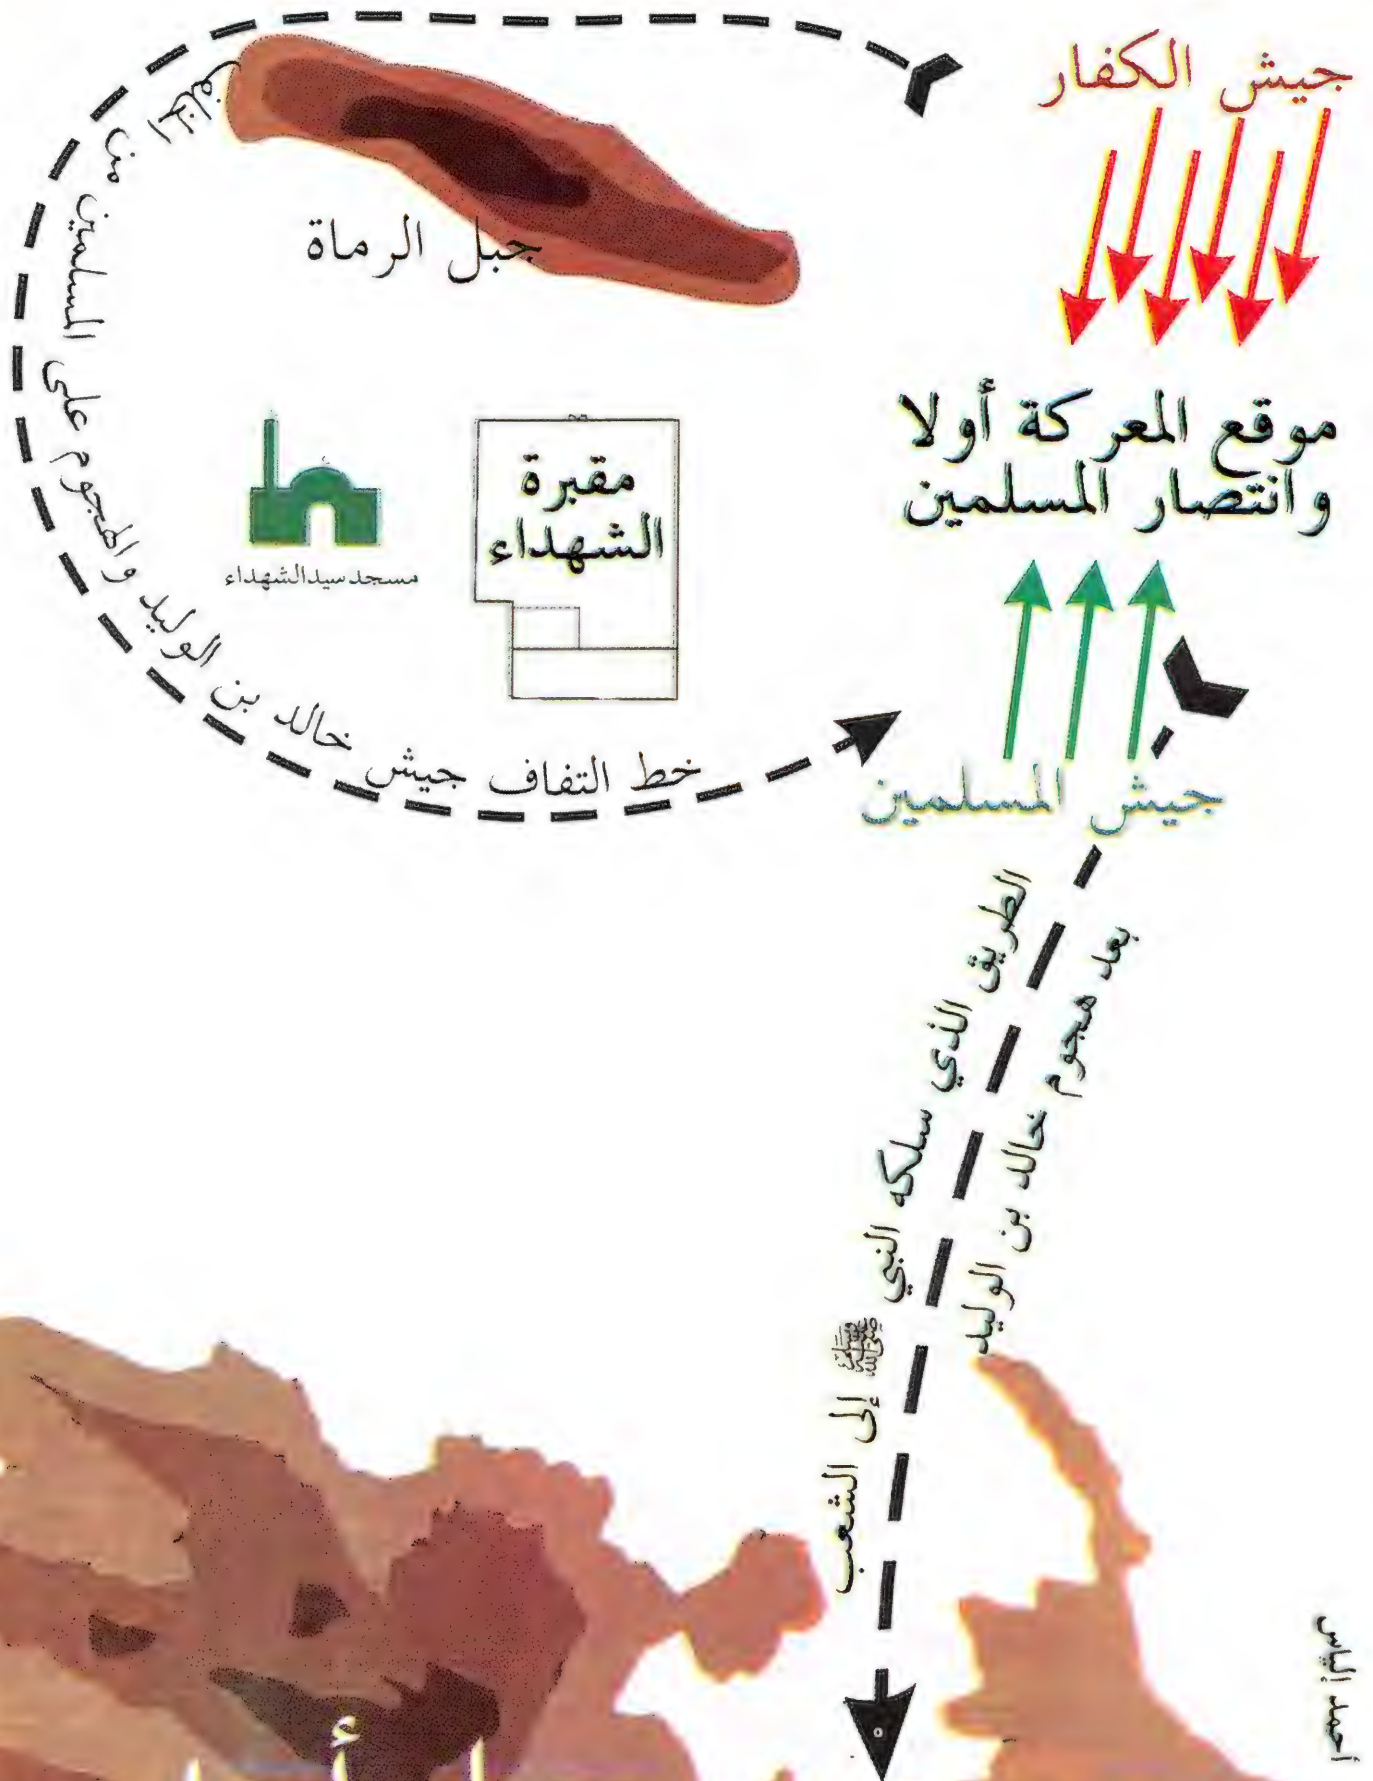 جيش الكفار
جبل الرماة
موقع المعركة أولا
وانتصار المسلمين
مقبرة
الشهداء
مسجد سيد الشهداء
خط التفاف جيش خالد بن الوليد والهجوم على المسلمين من الخلف
جيش المسلمين
الطريق الذي سلكه النبي ﷺ إلى الشعب
بعد هجوم خالد بن الوليد
أحمد إلياس